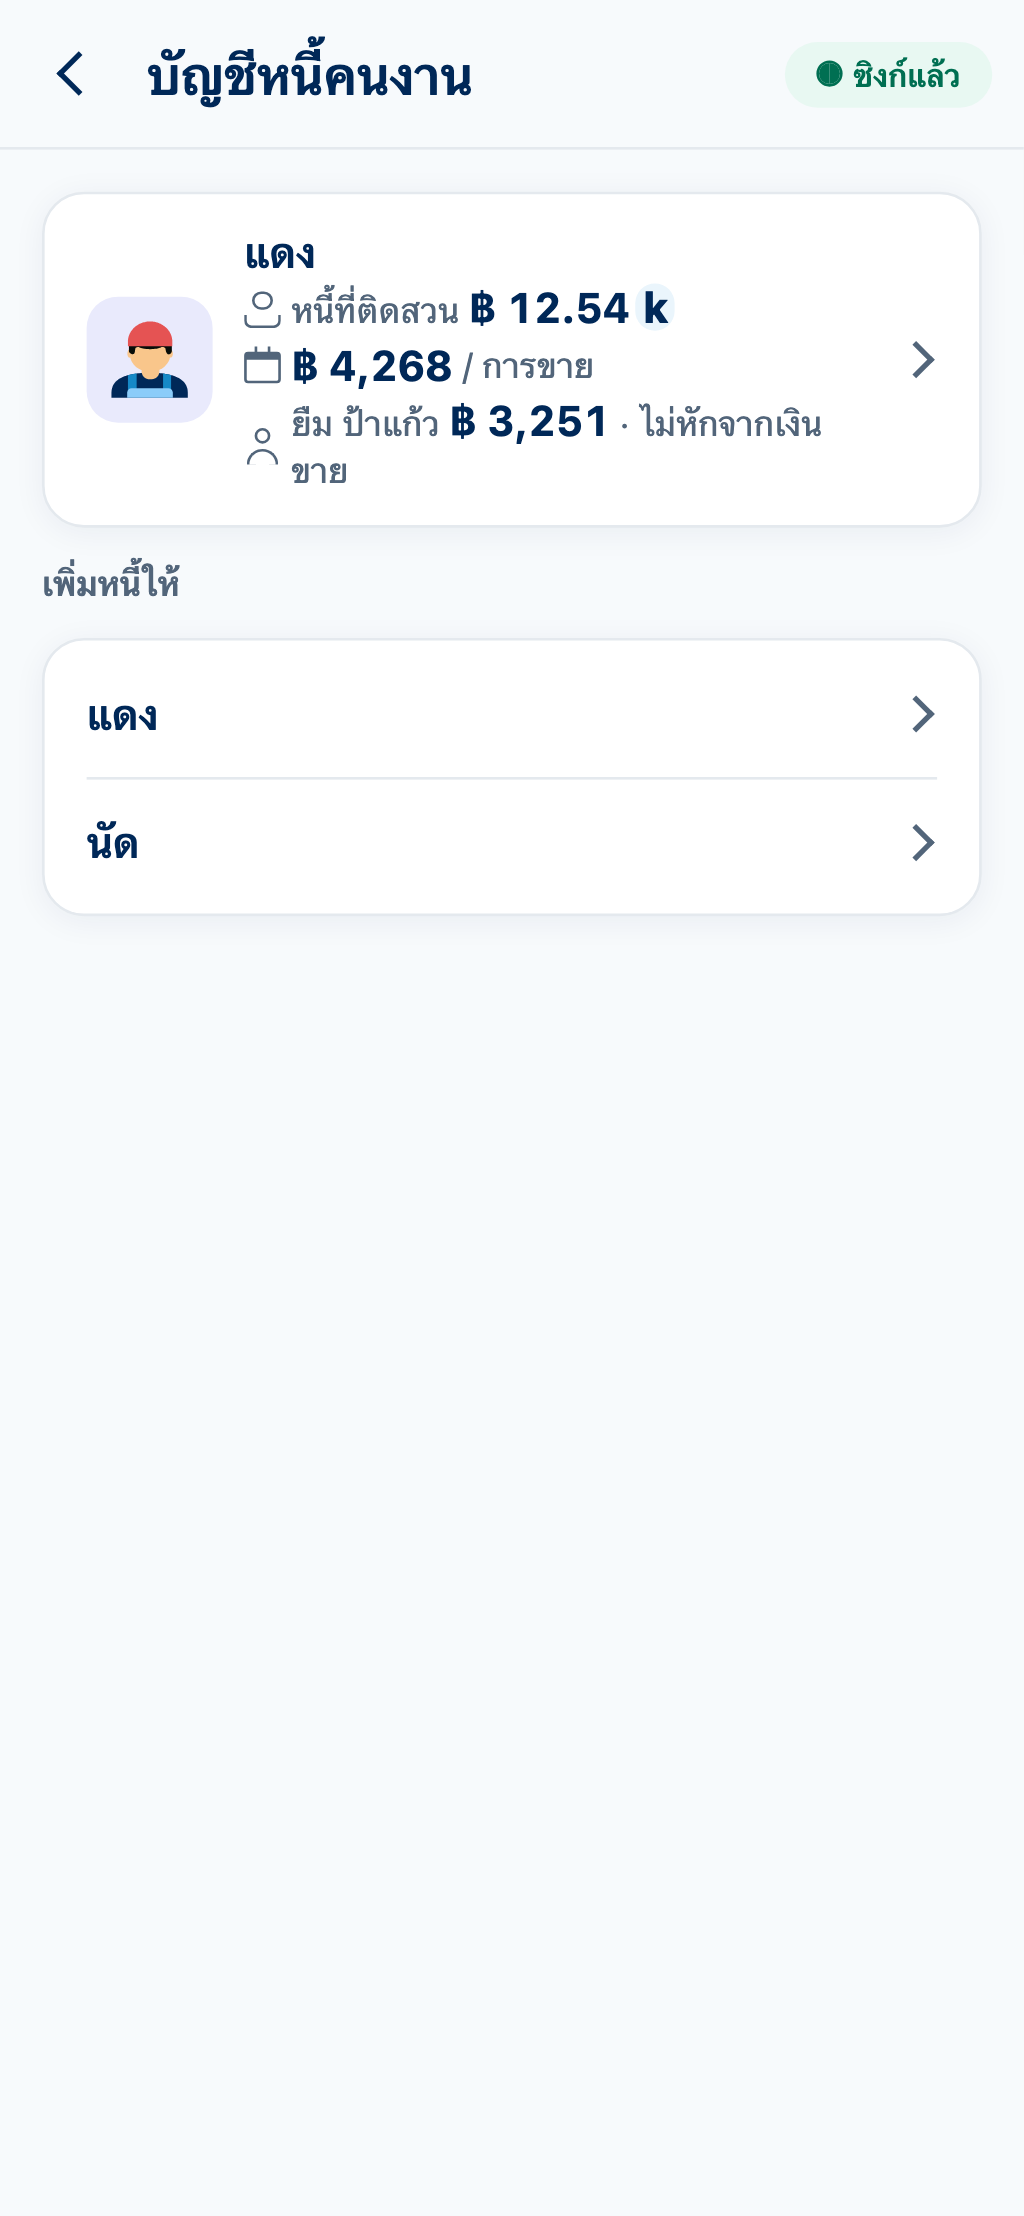 บัญชีหนี้คนงาน
ซิงก์แล้ว
แดง
หนี้ที่ติดสวน ฿ 12.54 k
฿ 4,268 / การขาย
ยืม ป้าแก้ว ฿ 3,251 · ไม่หักจากเงิน
ขาย
เพิ่มหนี้ให้
แดง
นัด